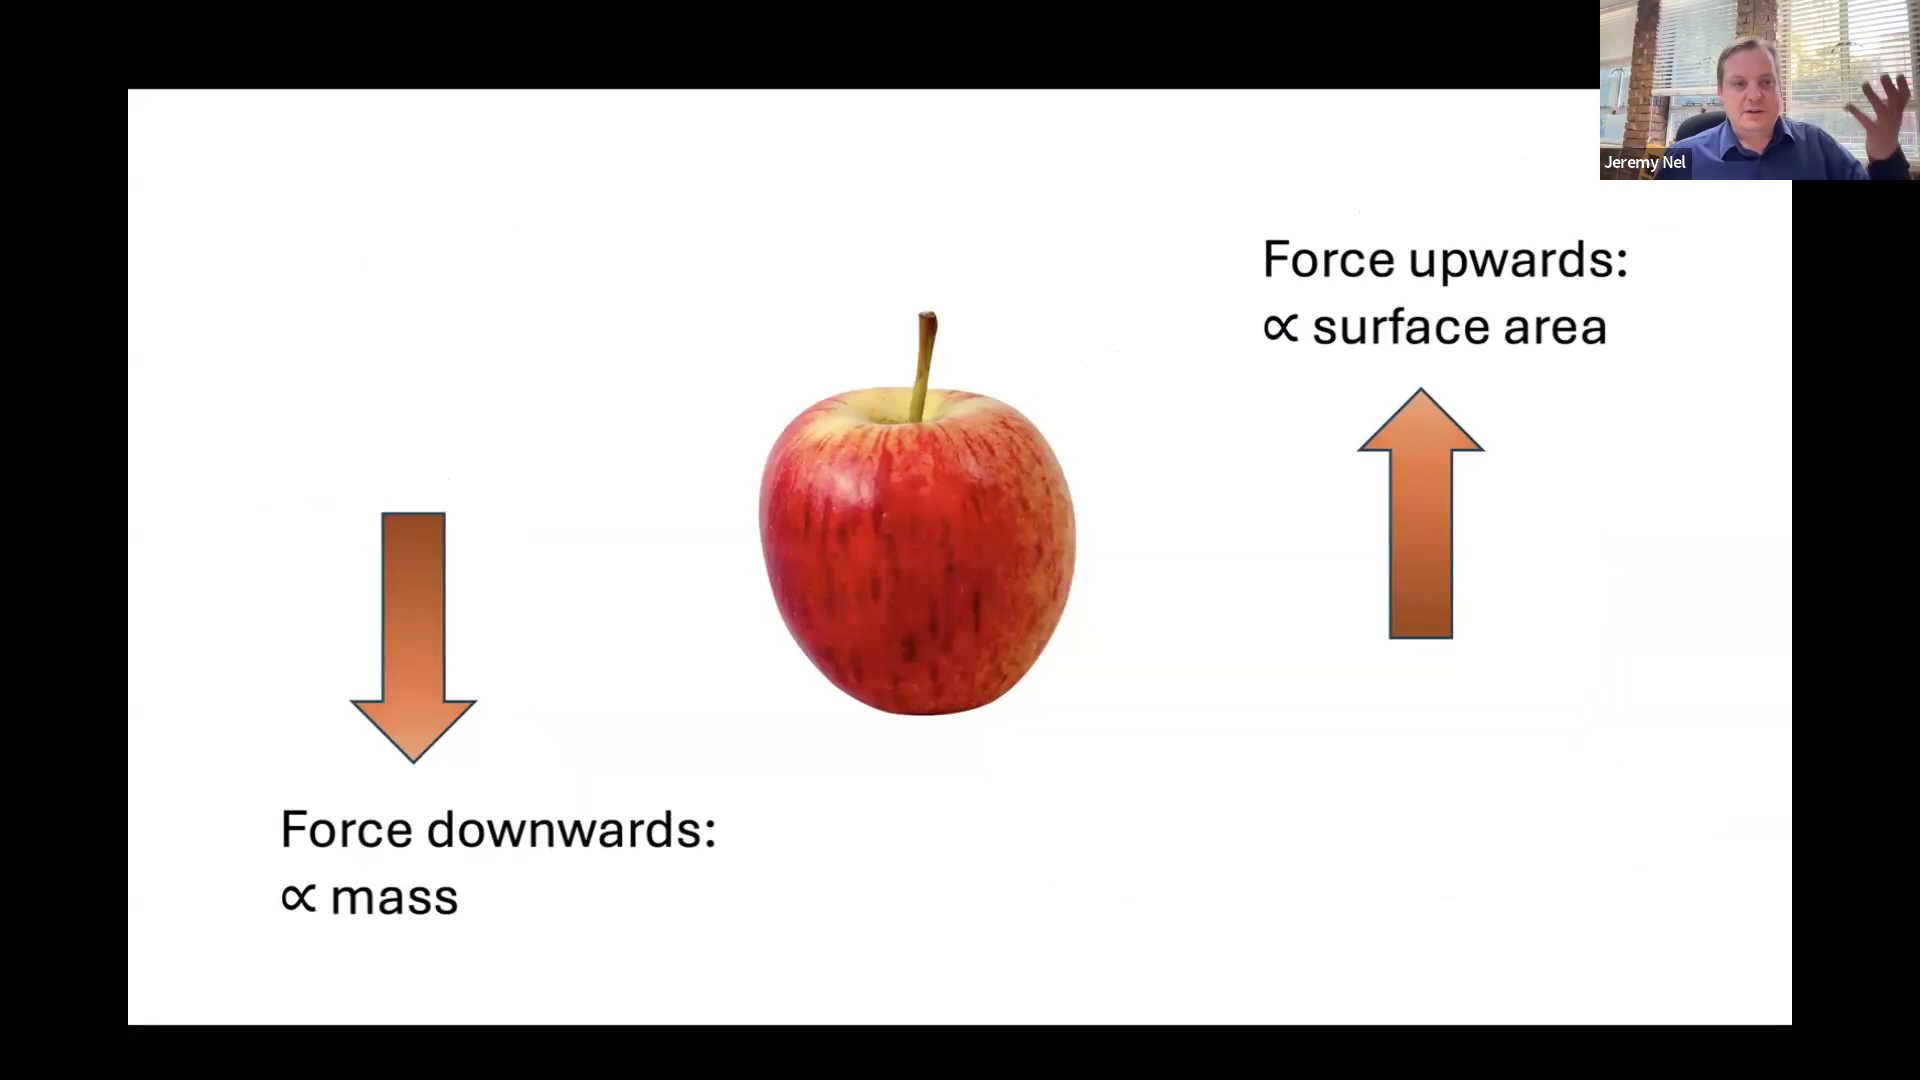 Jeremy Nel
Force upwards:
∝ surface area
Force downwards:
∝ mass